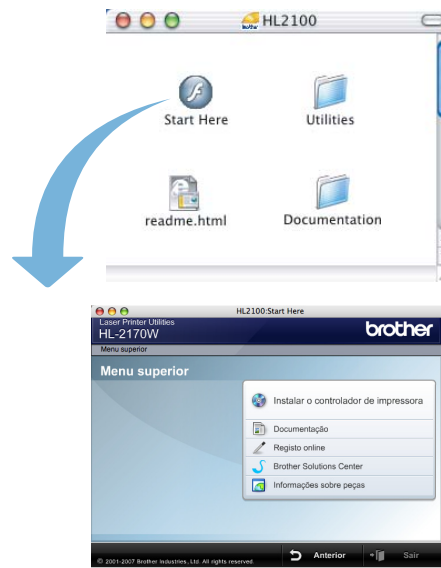 HL2100
Start Here
Utilities
readme.html
Documentation
HL2100:Start Here
Laser Printer Utilities
HL-2170W
brother
Menu superior
Menu superior
Instalar o controlador de impressora
Documentação
Registo online
Brother Solutions Center
Informações sobre peças
© 2001-2007 Brother Industries, Ltd. All rights reserved.
Anterior
Sair